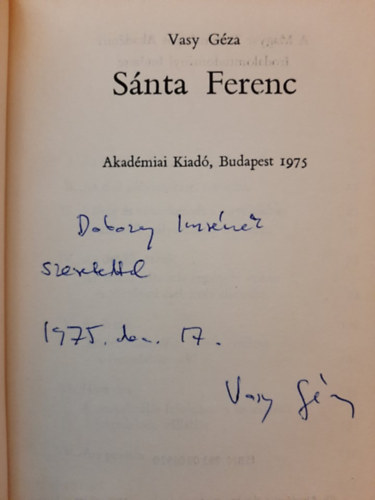 Vasy Géza
Sánta Ferenc
Akadémiai Kiadó, Budapest 1975
Dobozy Imrének
szeretettel
1975. dec. 17.
Vasy Géza